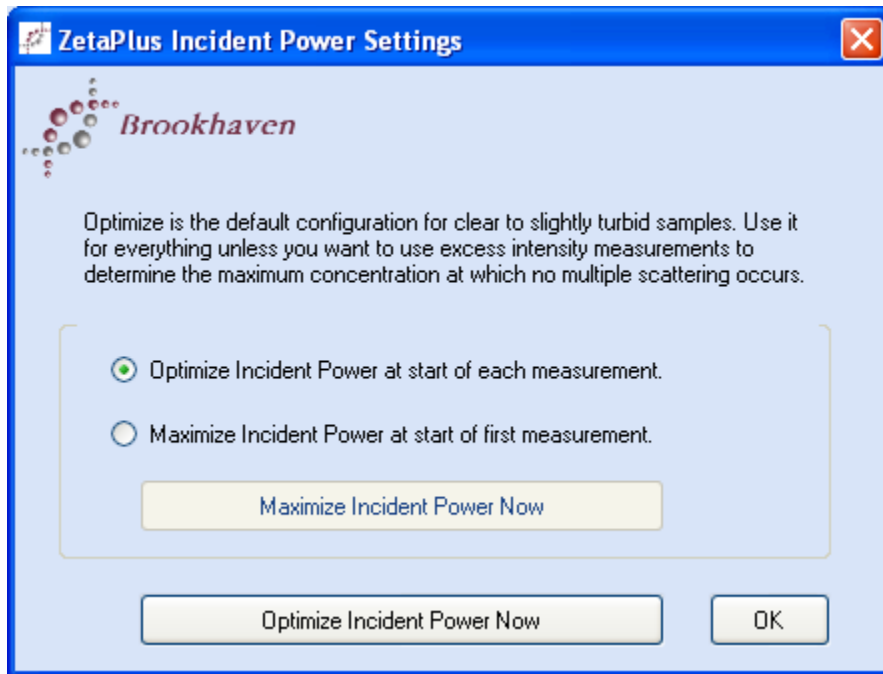 ZetaPlus Incident Power Settings
Brookhaven
Optimize is the default configuration for clear to slightly turbid samples. Use it
for everything unless you want to use excess intensity measurements to
determine the maximum concentration at which no multiple scattering occurs.
Optimize Incident Power at start of each measurement.
Maximize Incident Power at start of first measurement.
Maximize Incident Power Now
Optimize Incident Power Now
OK